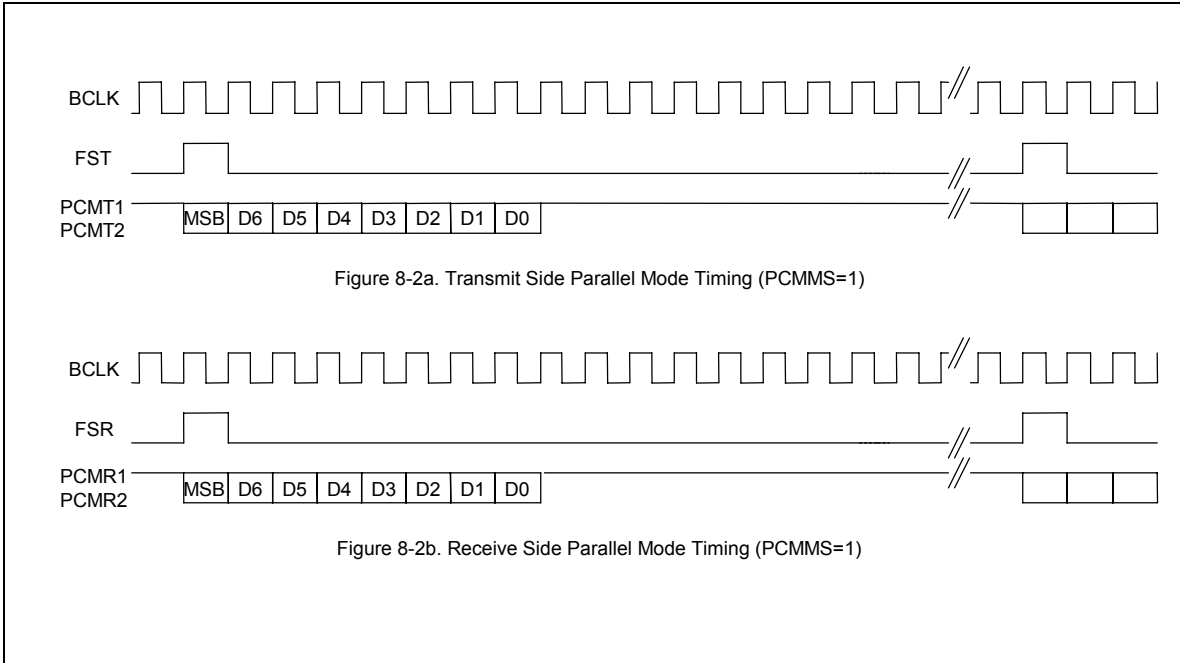 BCLK
FST
PCMT1
PCMT2
MSB D6 D5 D4 D3 D2 D1 D0
Figure 8-2a. Transmit Side Parallel Mode Timing (PCMMS=1)
BCLK
FSR
PCMR1
PCMR2
MSB D6 D5 D4 D3 D2 D1 D0
Figure 8-2b. Receive Side Parallel Mode Timing (PCMMS=1)